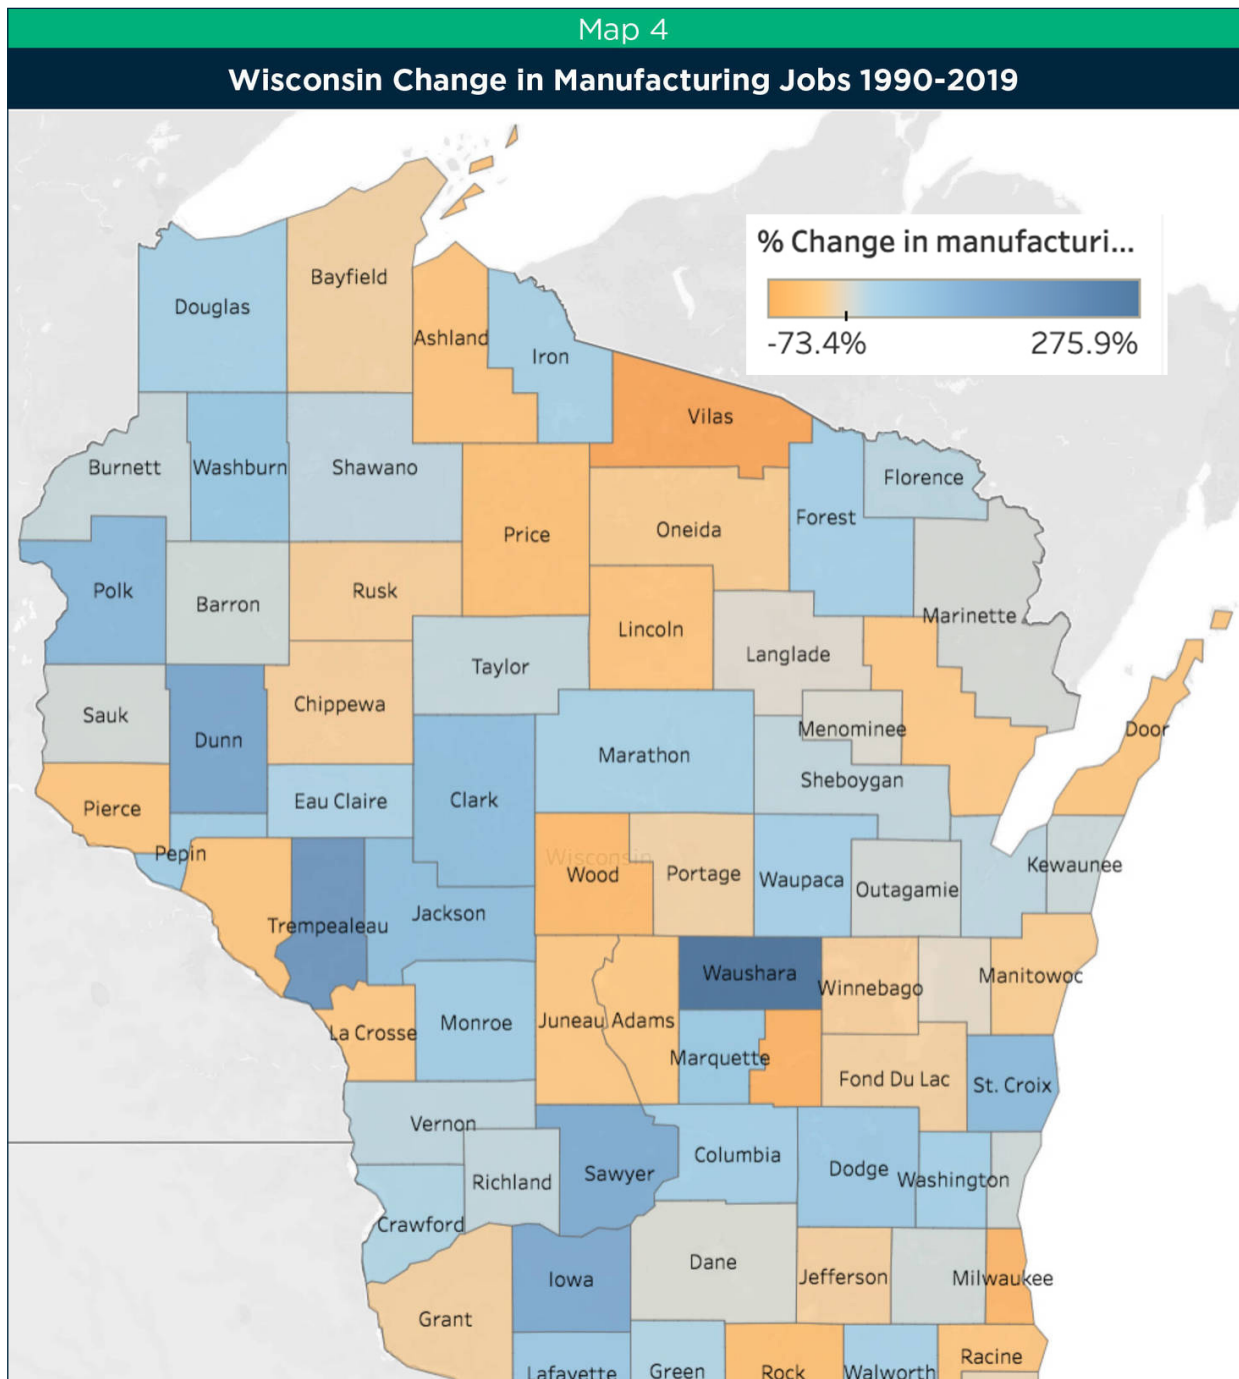 Map 4
Wisconsin Change in Manufacturing Jobs 1990-2019
% Change in manufacturi...
-73.4% 275.9%
Bayfield
Douglas
Ashland
Iron
Vilas
Burnett
Washburn
Shawano
Florence
Forest
Price
Oneida
Polk
Barron
Rusk
Lincoln
Marinette
Langlade
Taylor
Chippewa
Sauk
Dunn
Menominee
Door
Marathon
Sheboygan
Eau Claire
Clark
Pierce
Pepin
Wisconsin
Wood
Portage
Waupaca
Outagamie
Kewaunee
Jackson
Trempealeau
Waushara
Winnebago
Manitowoc
La Crosse
Monroe
Juneau
Adams
Marquette
Fond Du Lac
St. Croix
Vernon
Columbia
Dodge
Washington
Richland
Sawyer
Crawford
Dane
Iowa
Jefferson
Milwaukee
Grant
Racine
Lafayette
Green
Rock
Walworth